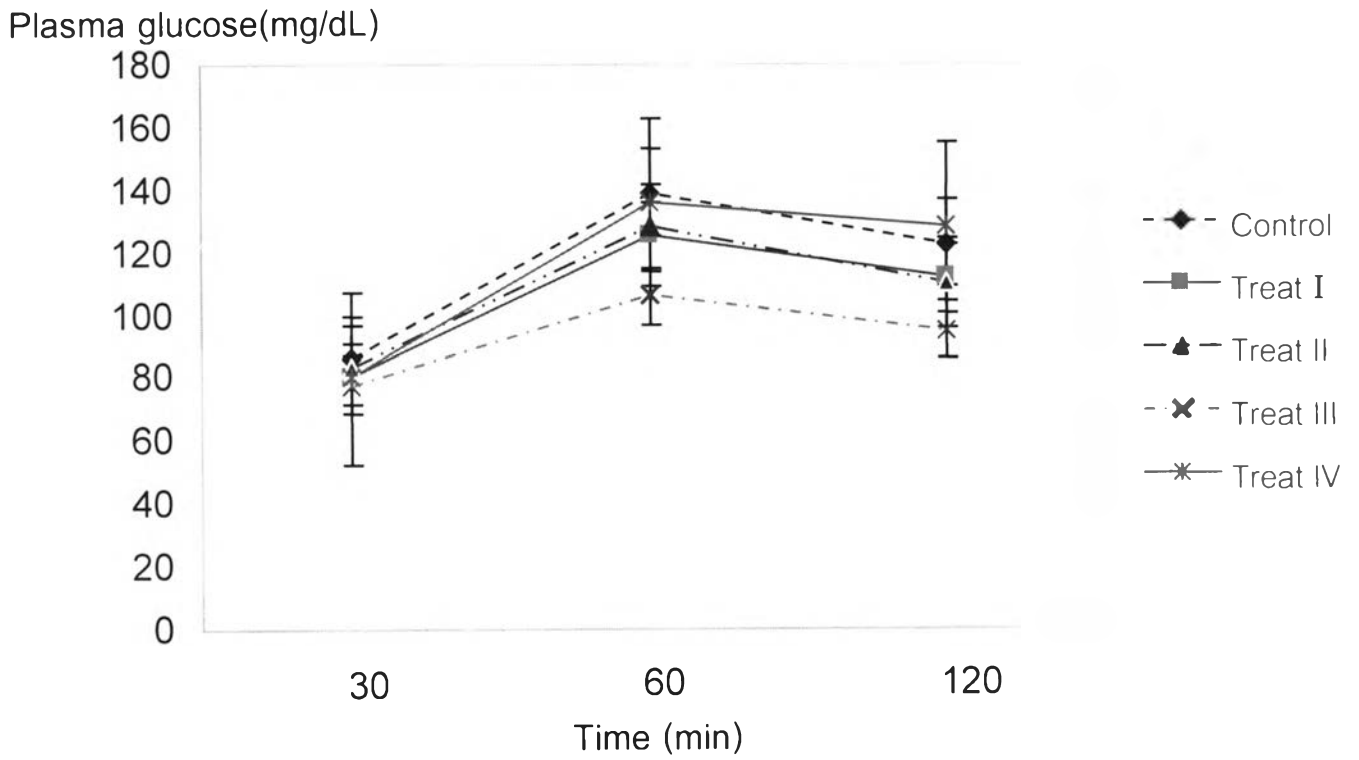 Plasma glucose(mg/dL)
180
160
140
120
100
80
60
40
20
0
30 60 120
Time (min)
Control
Treat I
Treat II
Treat III
Treat IV